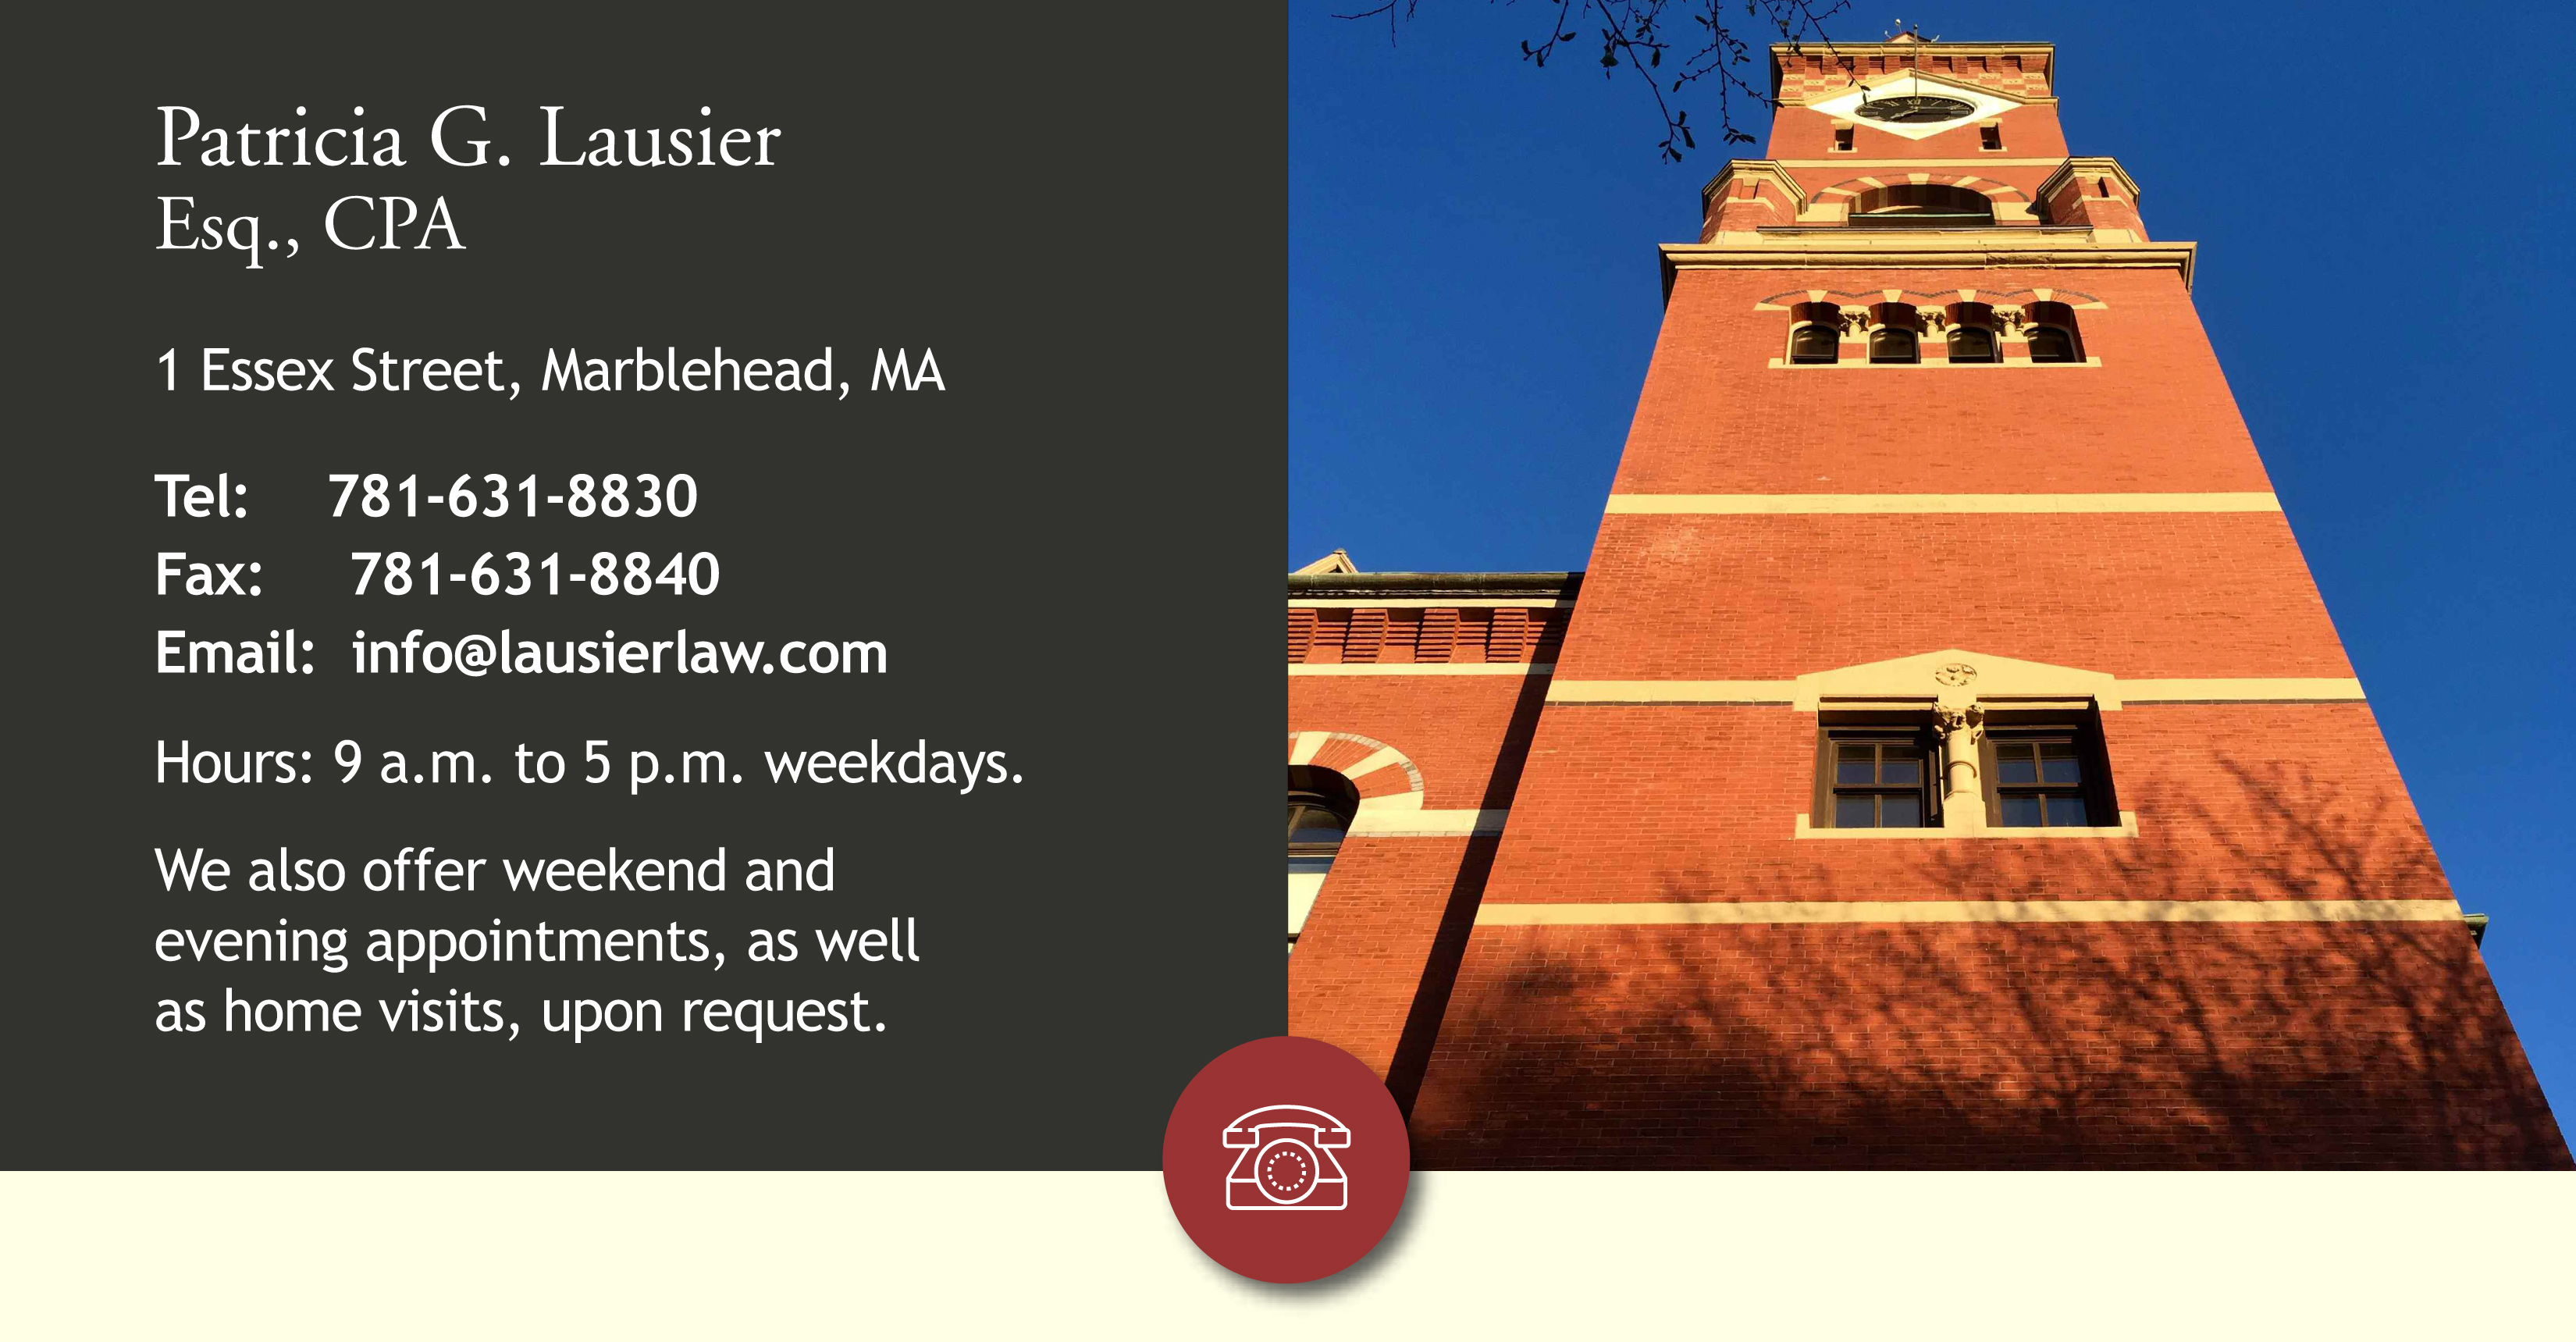 Patricia G. Lausier
Esq., CPA
1 Essex Street, Marblehead, MA
Tel: 781-631-8830
Fax: 781-631-8840
Email: info@lausierlaw.com
Hours: 9 a.m. to 5 p.m. weekdays.
We also offer weekend and
evening appointments, as well
as home visits, upon request.